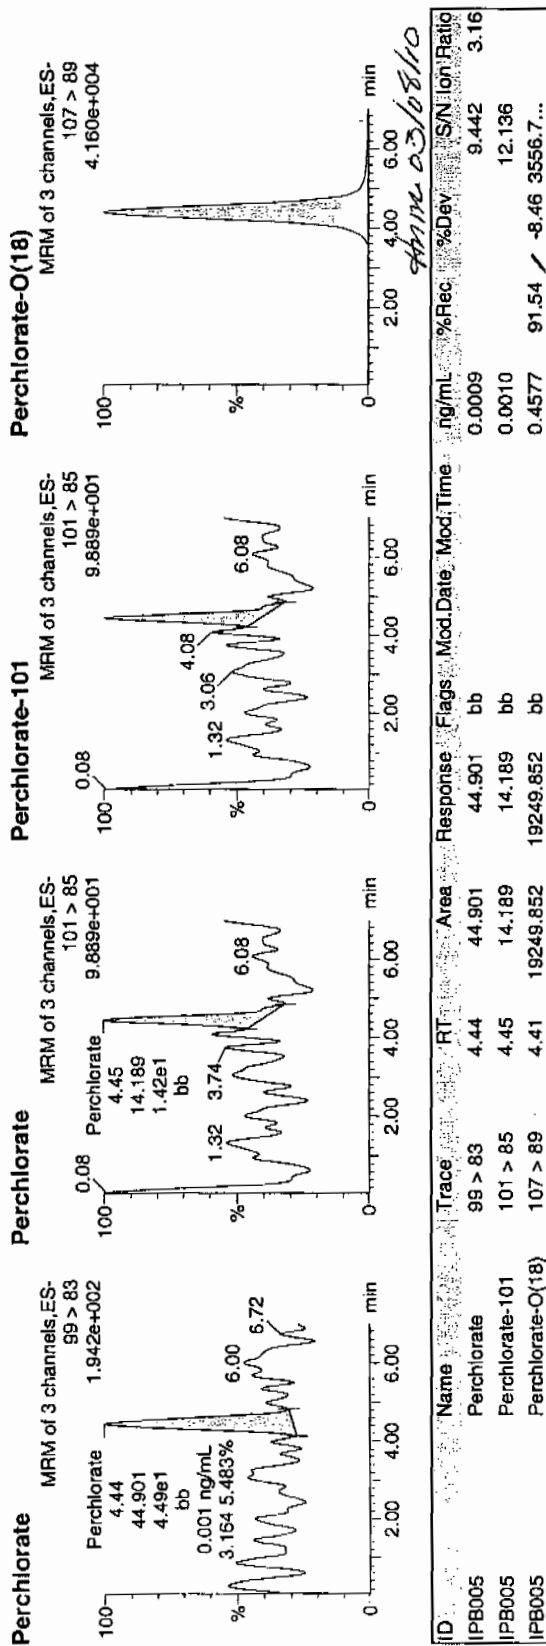 Perchlorate
MRM of 3 channels,ES-
99 > 83
1.942e+002
100
Perchlorate
4.44
44.901
4.49e1
bb
0.001 ng/mL
3.164 5.483%
6.00
6.72
%
0
2.00
4.00
6.00
min
Perchlorate
MRM of 3 channels,ES-
101 > 85
9.889e+001
0.08
100
Perchlorate
4.45
14.189
1.42e1
bb
1.32
3.74
6.08
%
0
2.00
4.00
6.00
min
Perchlorate-101
MRM of 3 channels,ES-
101 > 85
9.889e+001
0.08
100
1.32
3.06
4.08
6.08
%
0
2.00
4.00
6.00
min
Perchlorate-O(18)
MRM of 3 channels,ES-
107 > 89
4.160e+004
100
%
0
2.00
4.00
6.00
min
03/08/10
ID Name Trace RT Area Response Flags Mod.Date Mod.Time ng/mL %Rec %Dev S/N Ion Ratio
IPB005 Perchlorate 99 > 83 4.44 44.901 44.901 bb 0.0009 9.442 3.16
IPB005 Perchlorate-101 101 > 85 4.45 14.189 14.189 bb 0.0010 12.136
IPB005 Perchlorate-O(18) 107 > 89 4.41 19249.852 19249.852 bb 0.4577 91.54 -8.46 3556.7...